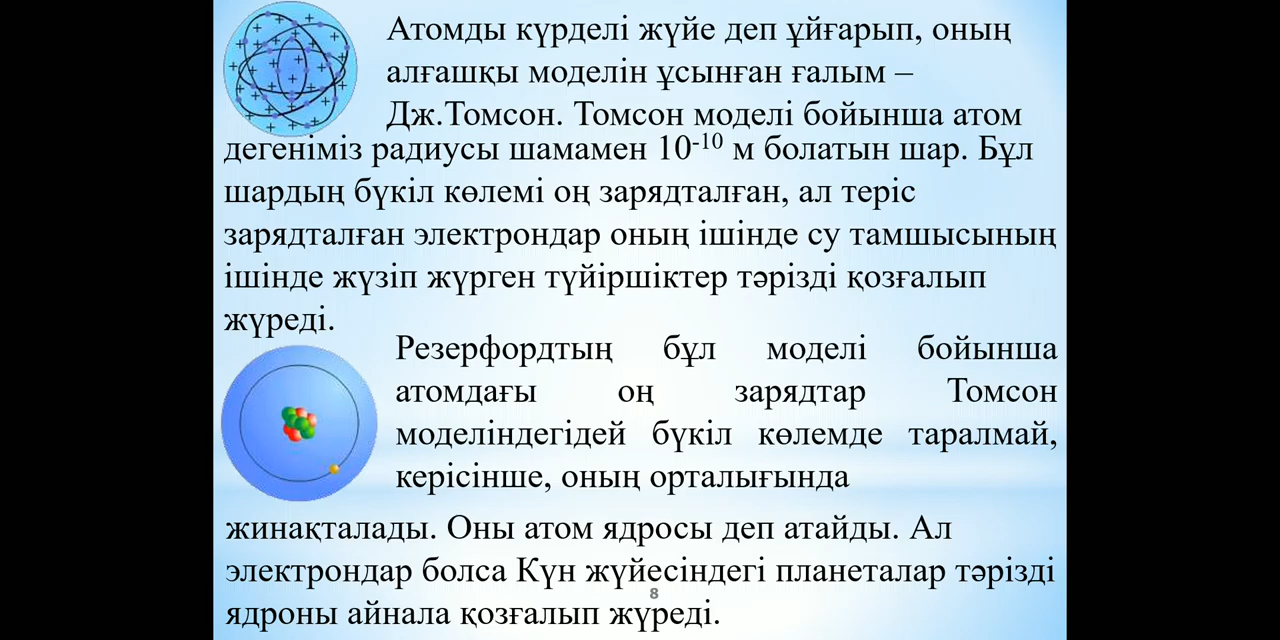 Атомды күрделі жүйе деп ұйғарып, оның
алғашқы моделін ұсынған ғалым –
Дж.Томсон. Томсон моделі бойынша атом
дегеніміз радиусы шамамен 10⁻¹⁰ м болатын шар. Бұл
шардың бүкіл көлемі оң зарядталған, ал теріс
зарядталған электрондар оның ішінде су тамшысының
ішінде жүзіп жүрген түйіршіктер тәрізді қозғалып
жүреді.
Резерфордтың бұл моделі бойынша
атомдағы оң зарядтар Томсон
моделіндегідей бүкіл көлемде таралмай,
керісінше, оның орталығында
жинақталады. Оны атом ядросы деп атайды. Ал
электрондар болса Күн жүйесіндегі планеталар тәрізді
ядроны айнала қозғалып жүреді.
8